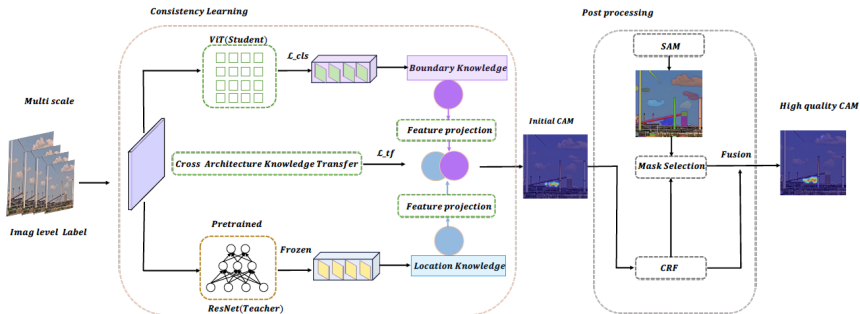 Consistency Learning
Post processing
ViT(Student)
ℒ_cls
Boundary Knowledge
SAM
Multi scale
Feature projection
Initial CAM
High quality CAM
Cross Architecture Knowledge Transfer
ℒ_tf
Mask Selection
Fusion
Imag level Label
Pretrained
Feature projection
Frozen
Location Knowledge
CRF
ResNet(Teacher)